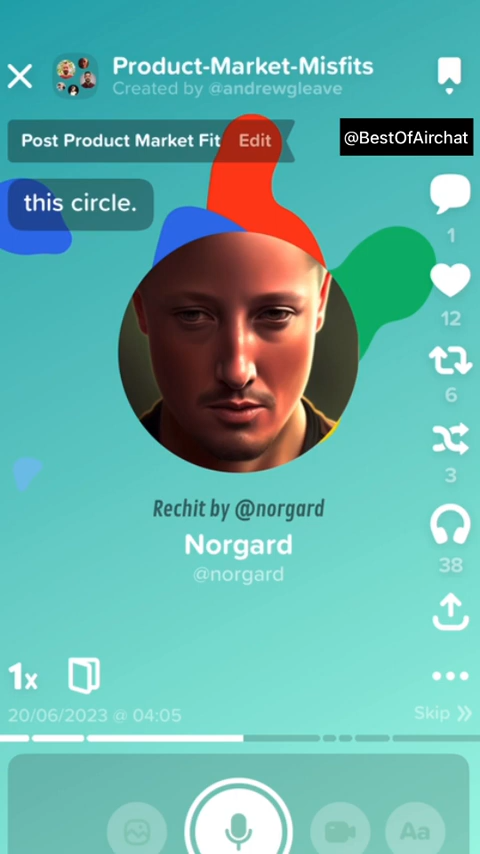 Product-Market-Misfits
Created by @andrewgleave
Post Product Market Fit Edit
@BestOfAirchat
this circle.
1
12
6
3
38
Rechit by @norgard
Norgard
@norgard
1x
20/06/2023 @ 04:05
Skip
Aa